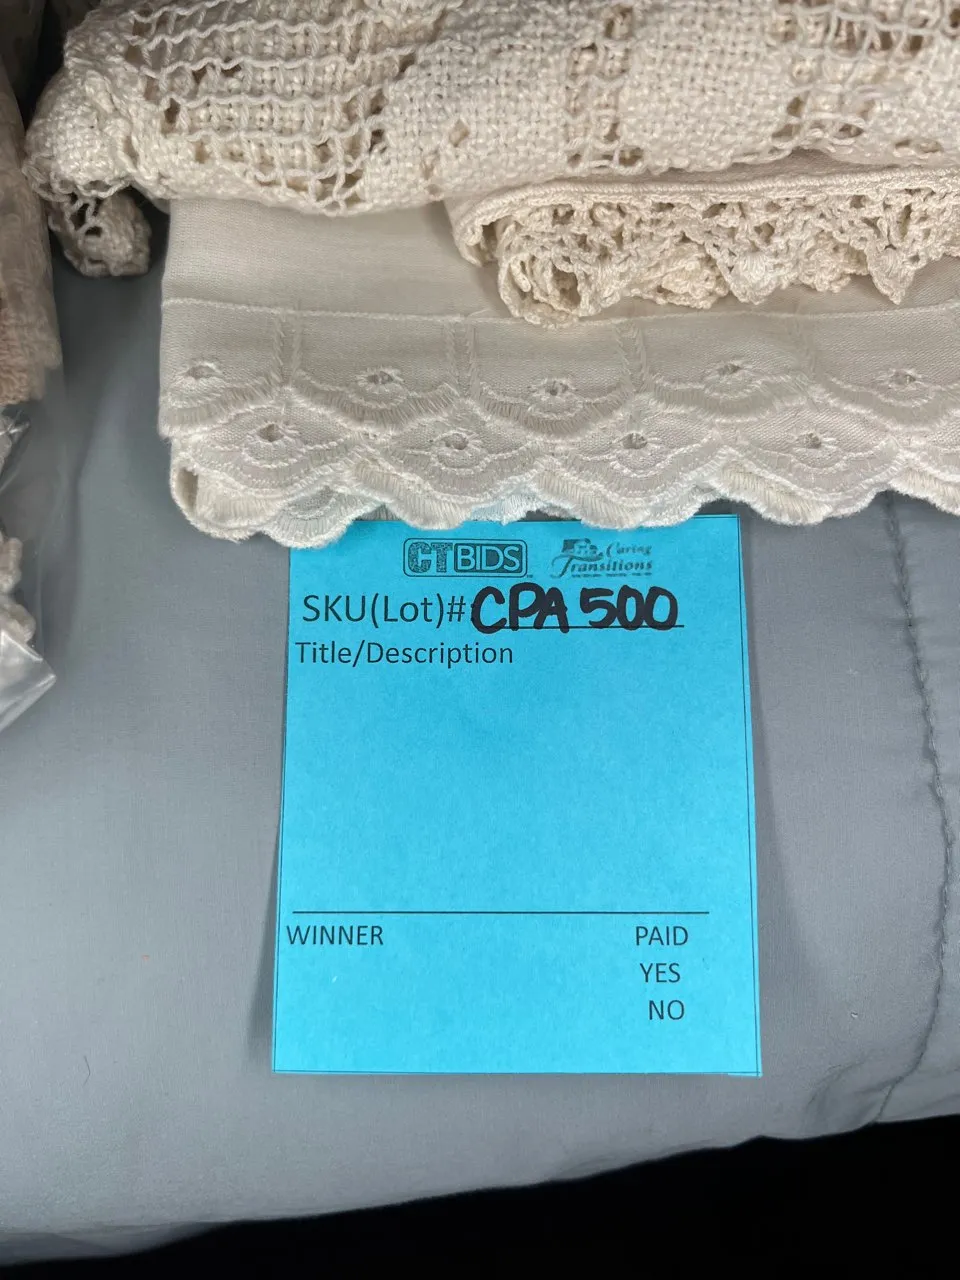 CTBIDS Caring
Transitions
SKU(Lot)# CPA 500
Title/Description
WINNER PAID
YES
NO